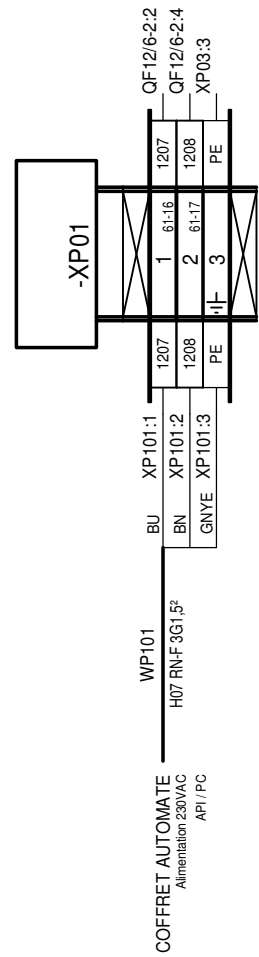 -XP01
QF12/6-2:2
QF12/6-2:4
XP03:3
1207
1208
PE
1
61-16
2
61-17
3
1207
1208
PE
XP101:1
XP101:2
XP101:3
BU
BN
GNYE
WP101
H07 RN-F 3G1,5²
COFFRET AUTOMATE
Alimentation 230VAC
API / PC